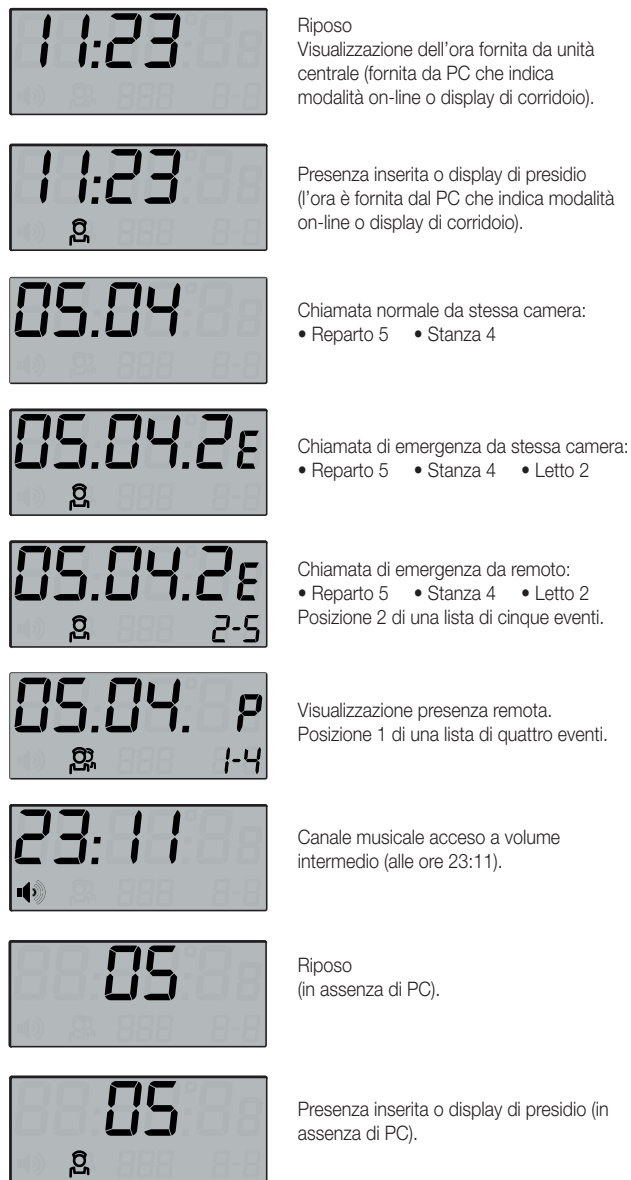 11:23
Riposo
Visualizzazione dell'ora fornita da unità
centrale (fornita da PC che indica
modalità on-line o display di corridoio).
11:23
Presenza inserita o display di presidio
(l'ora è fornita dal PC che indica modalità
on-line o display di corridoio).
05.04
Chiamata normale da stessa camera:
• Reparto 5 • Stanza 4
05.04.2E
Chiamata di emergenza da stessa camera:
• Reparto 5 • Stanza 4 • Letto 2
05.04.2E
2-5
Chiamata di emergenza da remoto:
• Reparto 5 • Stanza 4 • Letto 2
Posizione 2 di una lista di cinque eventi.
05.04. P
1-4
Visualizzazione presenza remota.
Posizione 1 di una lista di quattro eventi.
23:11
Canale musicale acceso a volume
intermedio (alle ore 23:11).
05
Riposo
(in assenza di PC).
05
Presenza inserita o display di presidio (in
assenza di PC).